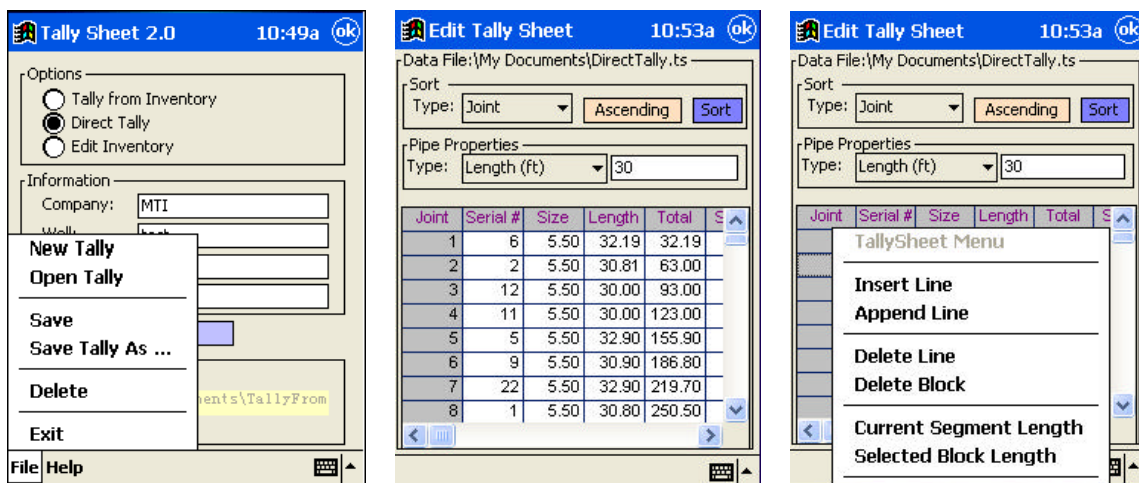 Tally Sheet 2.0 10:49a ok
Options
Tally from Inventory
Direct Tally
Edit Inventory
Information
Company: MTI
New Tally
Open Tally
Save
Save Tally As ...
Delete
Exit
ents\TallyFrom
File Help
Edit Tally Sheet 10:53a ok
Data File:\My Documents\DirectTally.ts
Sort
Type: Joint Ascending Sort
Pipe Properties
Type: Length (ft) 30
Joint Serial # Size Length Total S
1 6 5.50 32.19 32.19
2 2 5.50 30.81 63.00
3 12 5.50 30.00 93.00
4 11 5.50 30.00 123.00
5 5 5.50 32.90 155.90
6 9 5.50 30.90 186.80
7 22 5.50 32.90 219.70
8 1 5.50 30.80 250.50
Edit Tally Sheet 10:53a ok
Data File:\My Documents\DirectTally.ts
Sort
Type: Joint Ascending Sort
Pipe Properties
Type: Length (ft) 30
Joint Serial # Size Length Total S
TallySheet Menu
Insert Line
Append Line
Delete Line
Delete Block
Current Segment Length
Selected Block Length